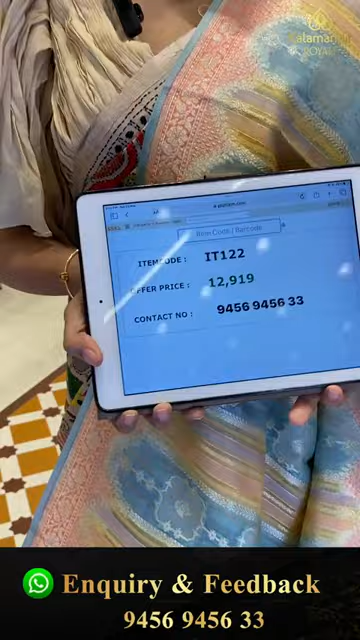 Kalamandir
ROYALE
Item Code / Barcode
ITEMCODE : IT122
OFFER PRICE : 12,919
CONTACT NO : 9456 9456 33
Enquiry & Feedback
9456 9456 33